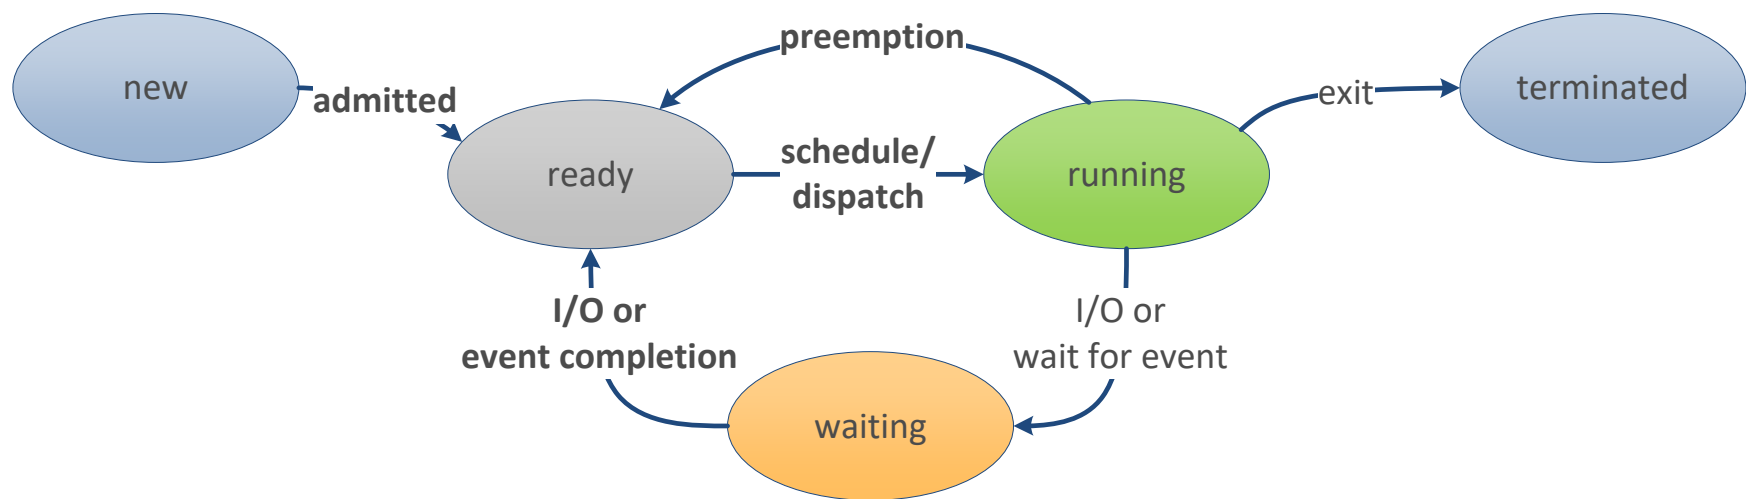 preemption
new
admitted
exit
terminated
ready
schedule/
dispatch
running
I/O or
event completion
I/O or
wait for event
waiting